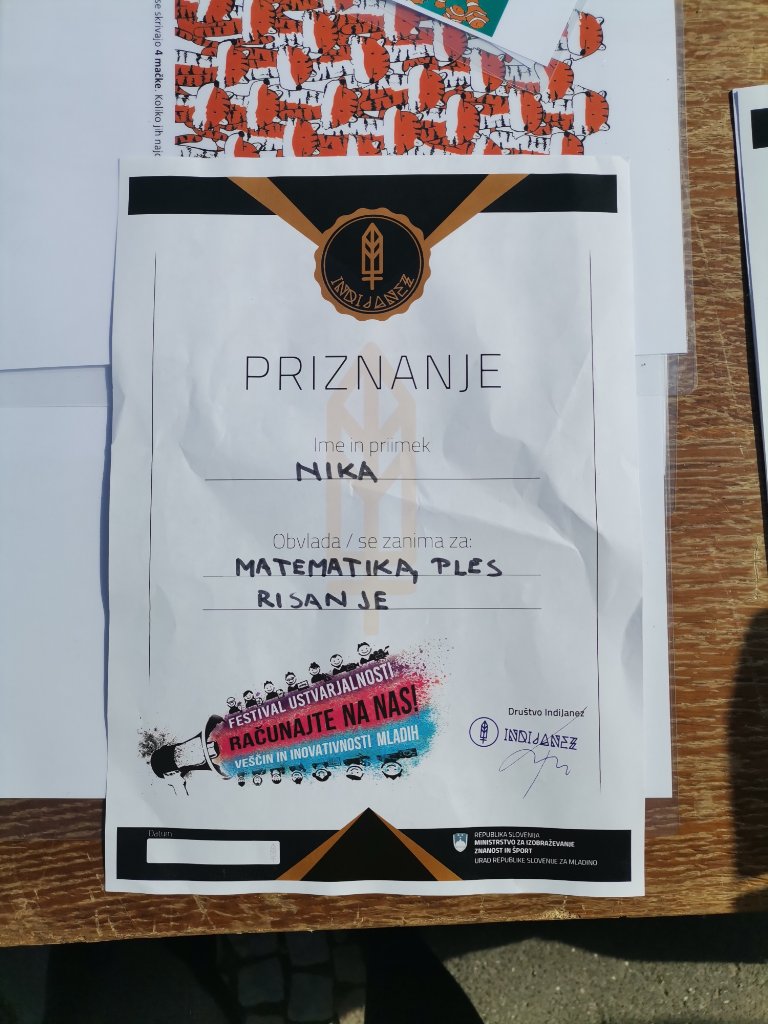 se skrivajo 4 mačke. Koliko jih
INDIJANEZ
PRIZNANJE
Ime in priimek
NIKA
Obvlada / se zanima za:
MATEMATIKA, PLES
RISANJE
FESTIVAL USTVARJALNOSTI
RAČUNAJTE NA NAS!
VEŠČIN IN INOVATIVNOSTI MLADIH
Društvo IndiJanez
INDIJANEZ
Datum
REPUBLIKA SLOVENIJA
MINISTRSTVO ZA IZOBRAŽEVANJE
ZNANOST IN ŠPORT
URAD REPUBLIKE SLOVENIJE ZA MLADINO